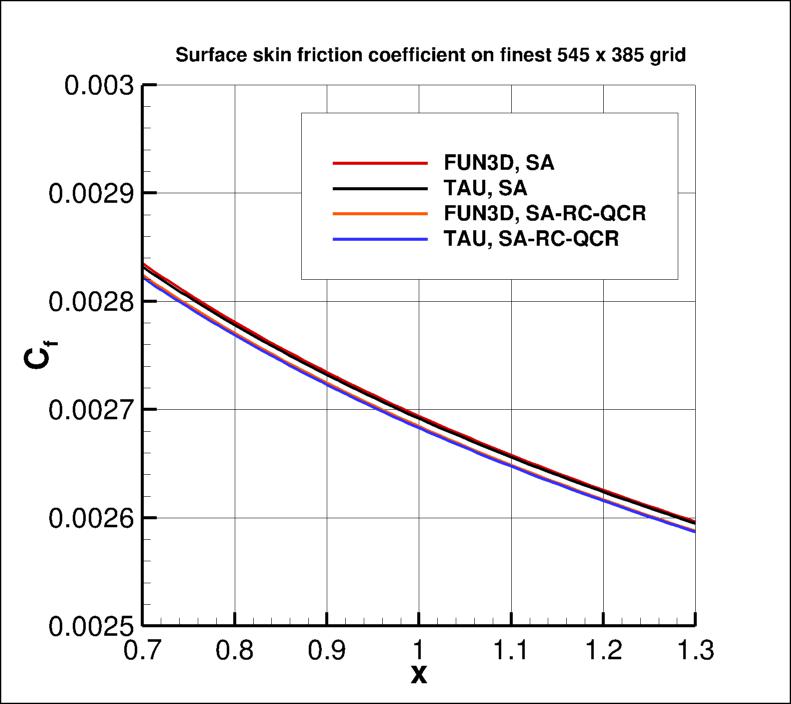 Surface skin friction coefficient on finest 545 x 385 grid
0.003
0.0029
0.0028
0.0027
0.0026
0.0025
Cf
FUN3D, SA
TAU, SA
FUN3D, SA-RC-QCR
TAU, SA-RC-QCR
0.7 0.8 0.9 1 1.1 1.2 1.3
x